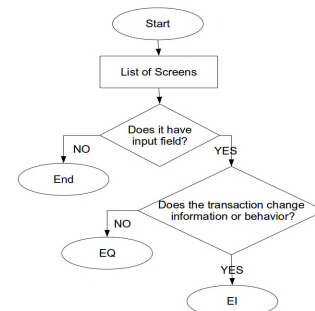 Start
List of Screens
Does it have
input field?
NO
YES
End
Does the transaction change
information or behavior?
NO
EQ
YES
EI